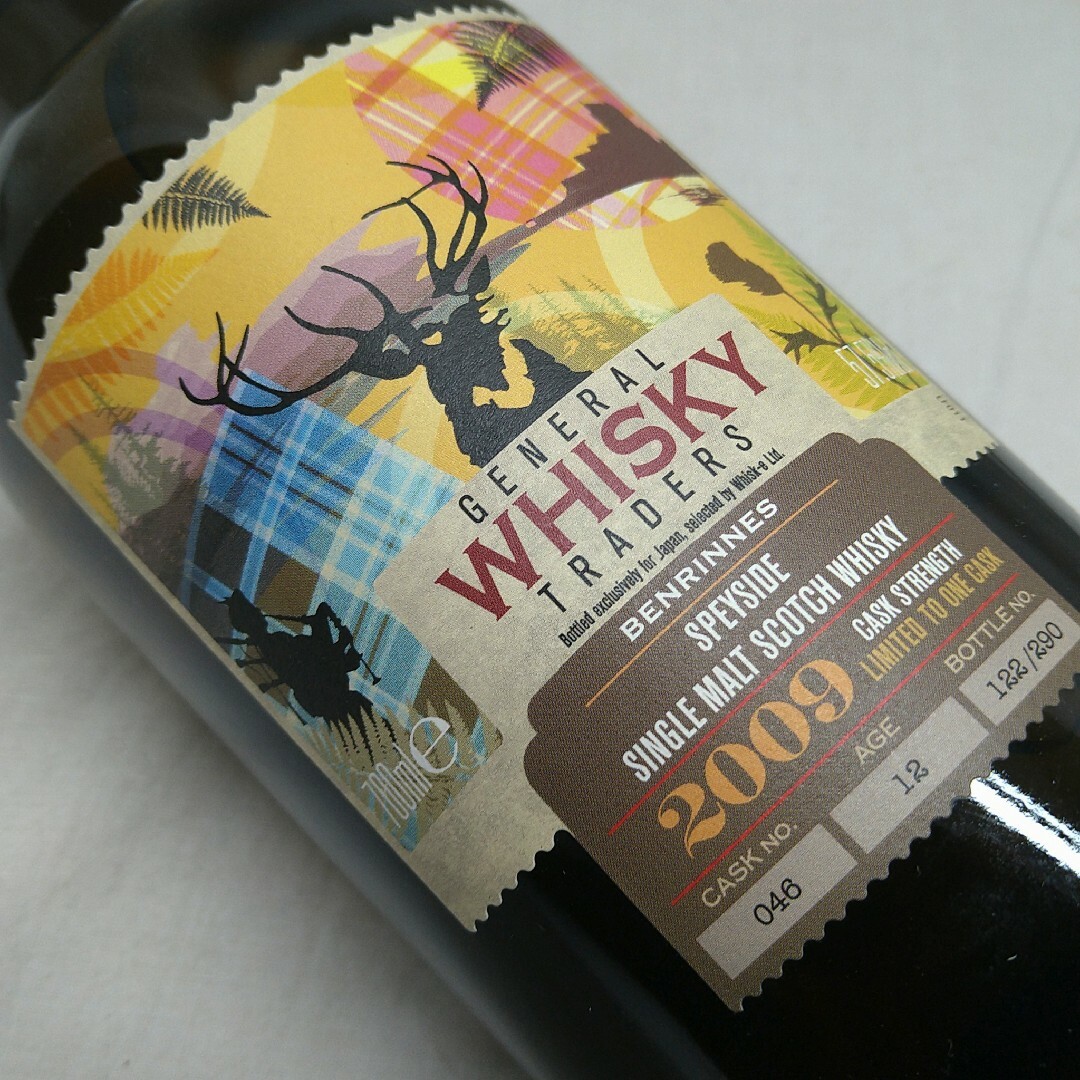 GENERAL
WHISKY
TRADERS
Bottled exclusively for Japan, selected by Whisk-e Ltd.
BENRINNES
SPEYSIDE
SINGLE MALT SCOTCH WHISKY
2009
CASK STRENGTH
LIMITED TO ONE CASK
CASK NO.
046
AGE
12
BOTTLE NO.
122/290
700ml e